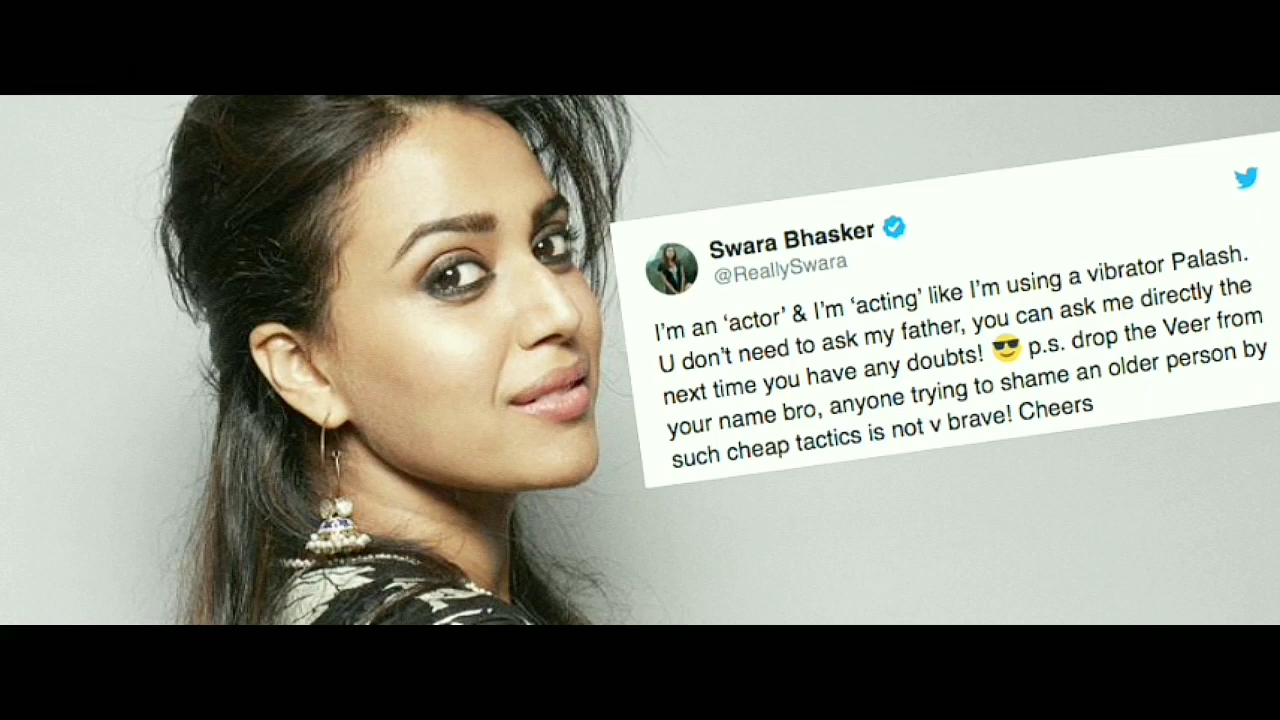 Swara Bhasker
@ReallySwara
I'm an 'actor' & I'm 'acting' like I'm using a vibrator Palash.
U don't need to ask my father, you can ask me directly the
next time you have any doubts! 😎 p.s. drop the Veer from
your name bro, anyone trying to shame an older person by
such cheap tactics is not v brave! Cheers